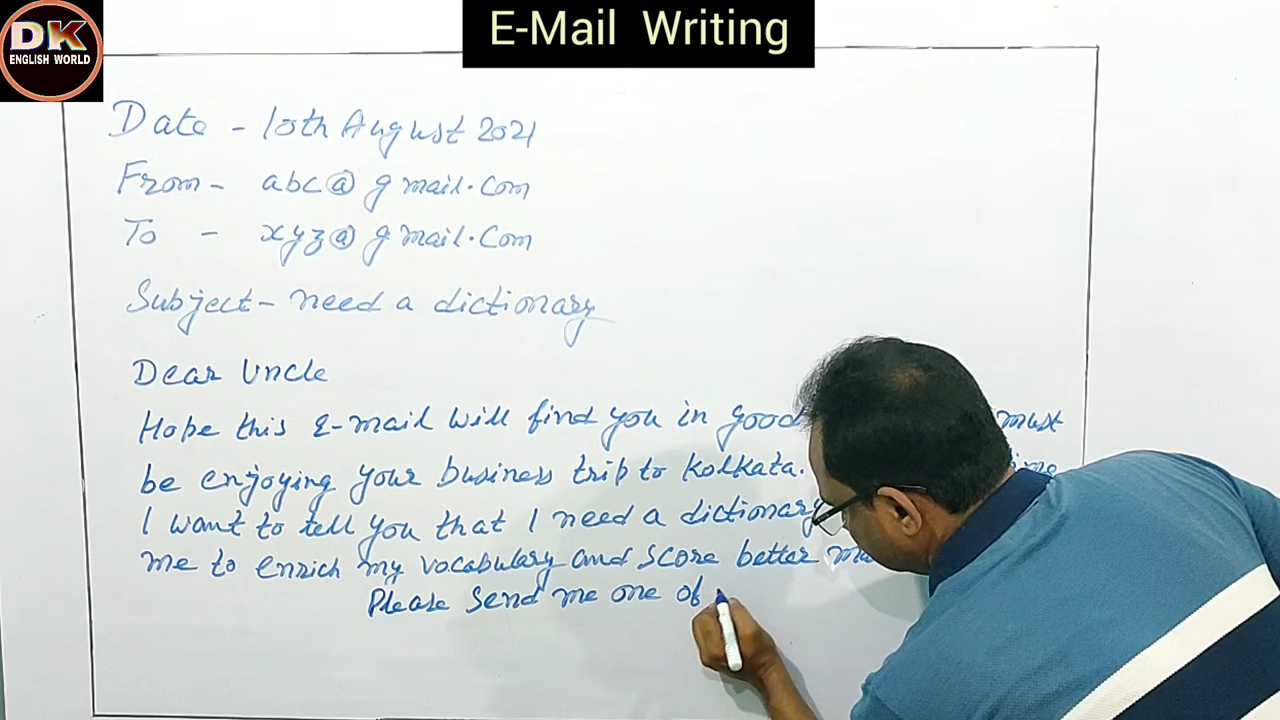 DK
ENGLISH WORLD
E-Mail Writing
Date - 10th August 2021
From - abc@gmail.com
To - xyz@gmail.com
Subject - need a dictionary
Dear Uncle
Hope this E-mail will find you in good must
be enjoying your business trip to Kolkata.
I want to tell you that I need a dictionary
me to enrich my vocabulary and score better
Please send me one of